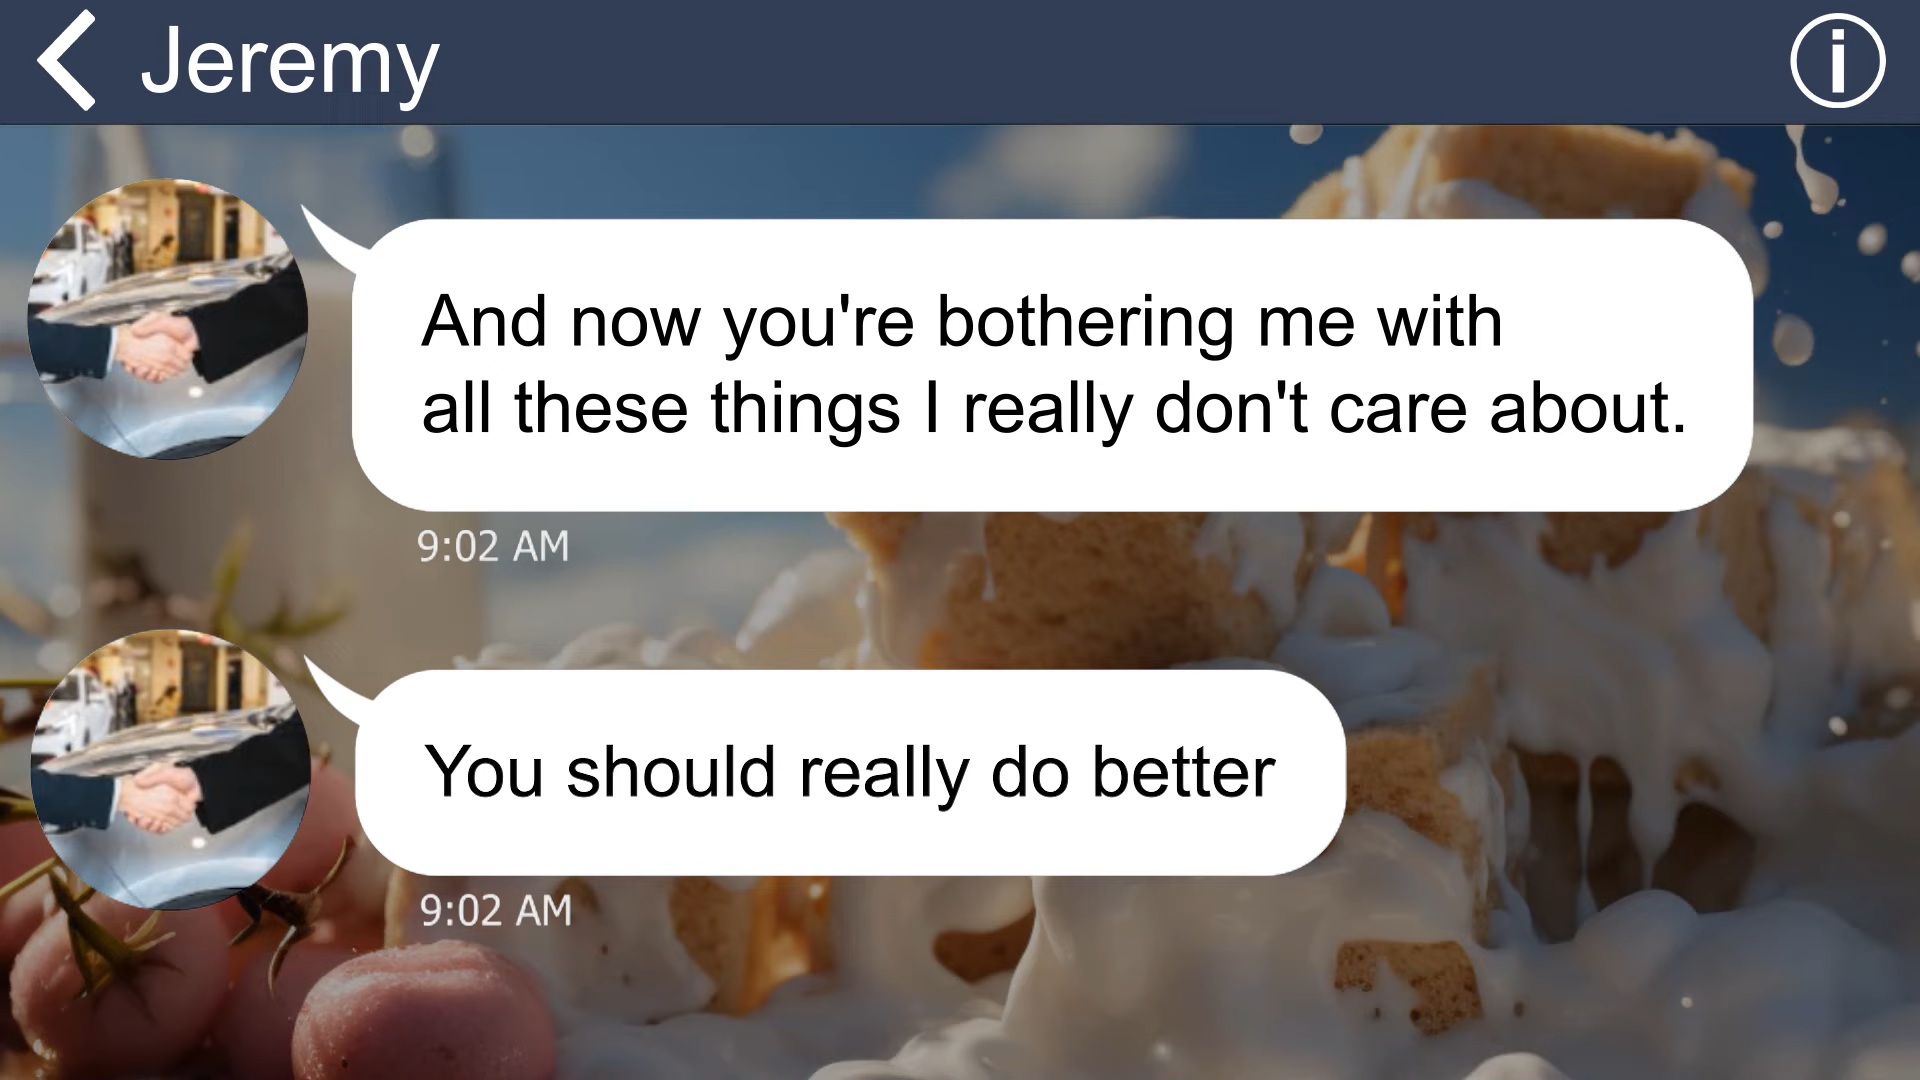 Jeremy
And now you're bothering me with
all these things I really don't care about.
9:02 AM
You should really do better
9:02 AM